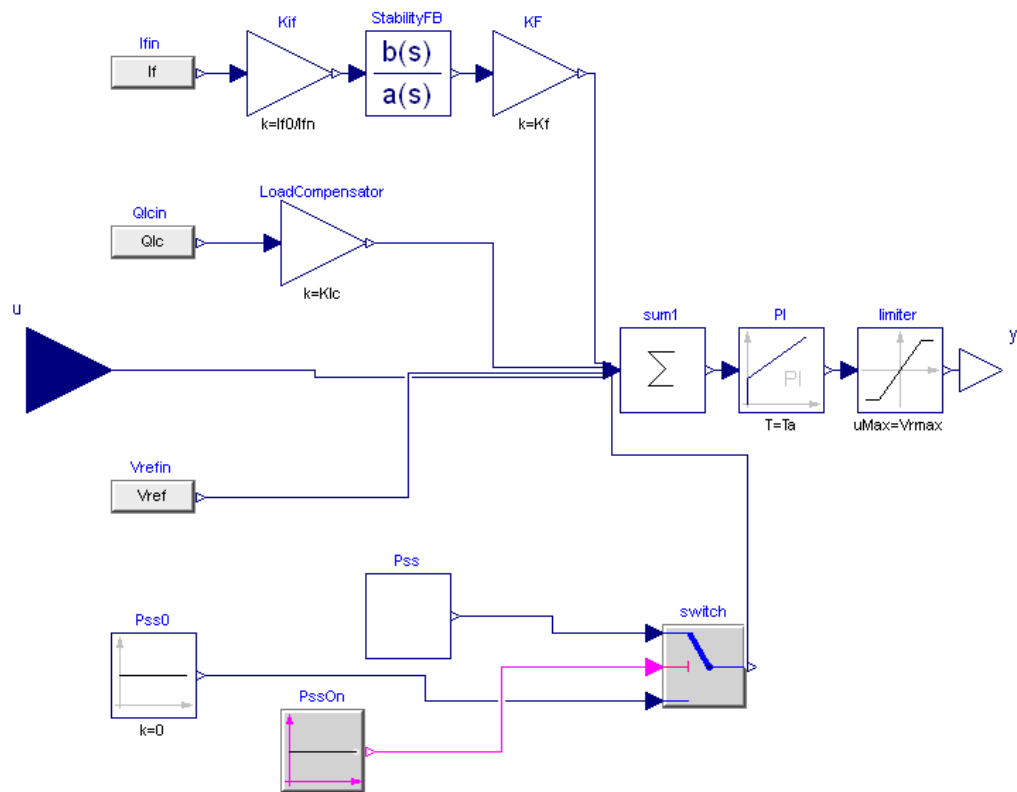 StabilityFB
Kif
KF
Ifin
If
b(s)
a(s)
k=If0/Ifn
k=Kf
LoadCompensator
Qlcin
Qlc
k=Klc
u
sum1
PI
limiter
y
Σ
PI
T=Ta
uMax=Vrmax
Vrefin
Vref
Pss
Pss0
switch
PssOn
k=0